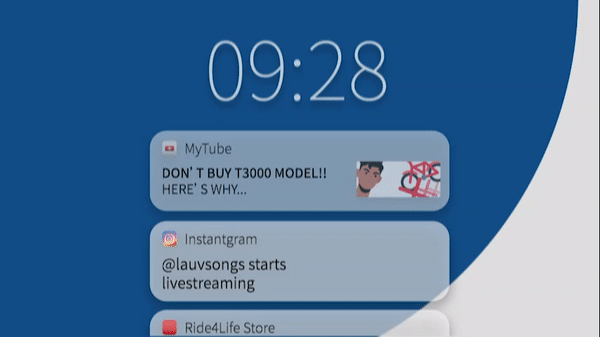 09:28
MyTube
DON’T BUY T3000 MODEL!!
HERE’S WHY...
Instantgram
@lauvsongs starts
livestreaming
Ride4Life Store